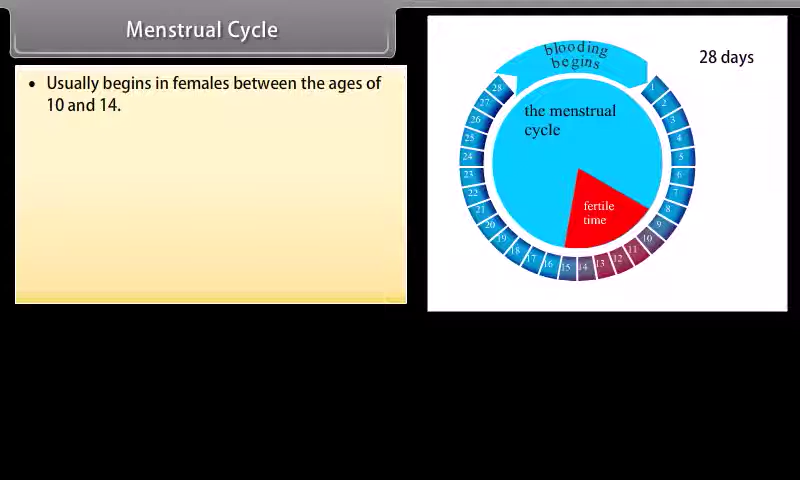 Menstrual Cycle
• Usually begins in females between the ages of
10 and 14.
28 days
blooding
begins
the menstrual
cycle
fertile
time
1
2
3
4
5
6
7
8
9
10
11
12
13
14
15
16
17
18
19
20
21
22
23
24
25
26
27
28